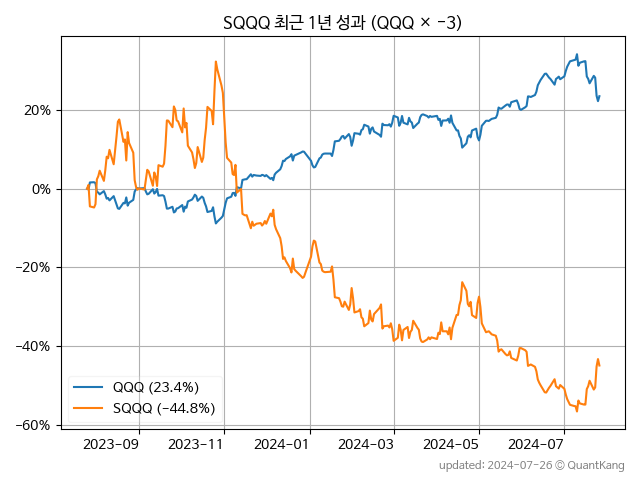 SQQQ 최근 1년 성과 (QQQ × −3)
20%
0%
−20%
−40%
−60%
QQQ (23.4%)
SQQQ (−44.8%)
2023−09
2023−11
2024−01
2024−03
2024−05
2024−07
updated: 2024−07−26 © QuantKang